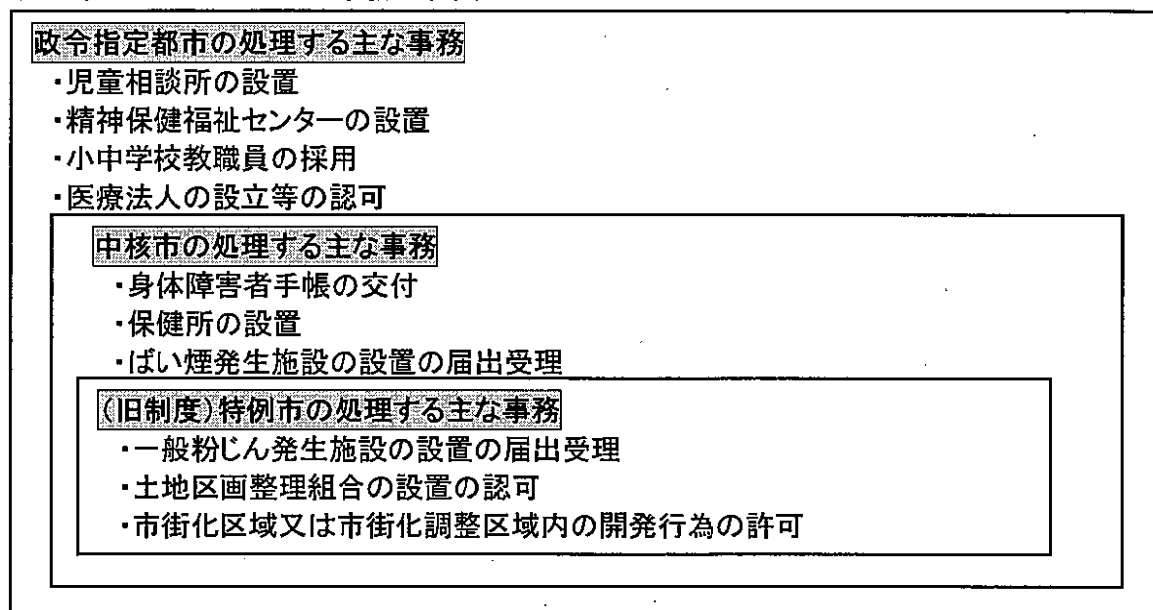 政令指定都市の処理する主な事務
・児童相談所の設置
・精神保健福祉センターの設置
・小中学校教職員の採用
・医療法人の設立等の認可
中核市の処理する主な事務
・身体障害者手帳の交付
・保健所の設置
・ばい煙発生施設の設置の届出受理
（旧制度）特例市の処理する主な事務
・一般粉じん発生施設の設置の届出受理
・土地区画整理組合の設置の認可
・市街化区域又は市街化調整区域内の開発行為の許可